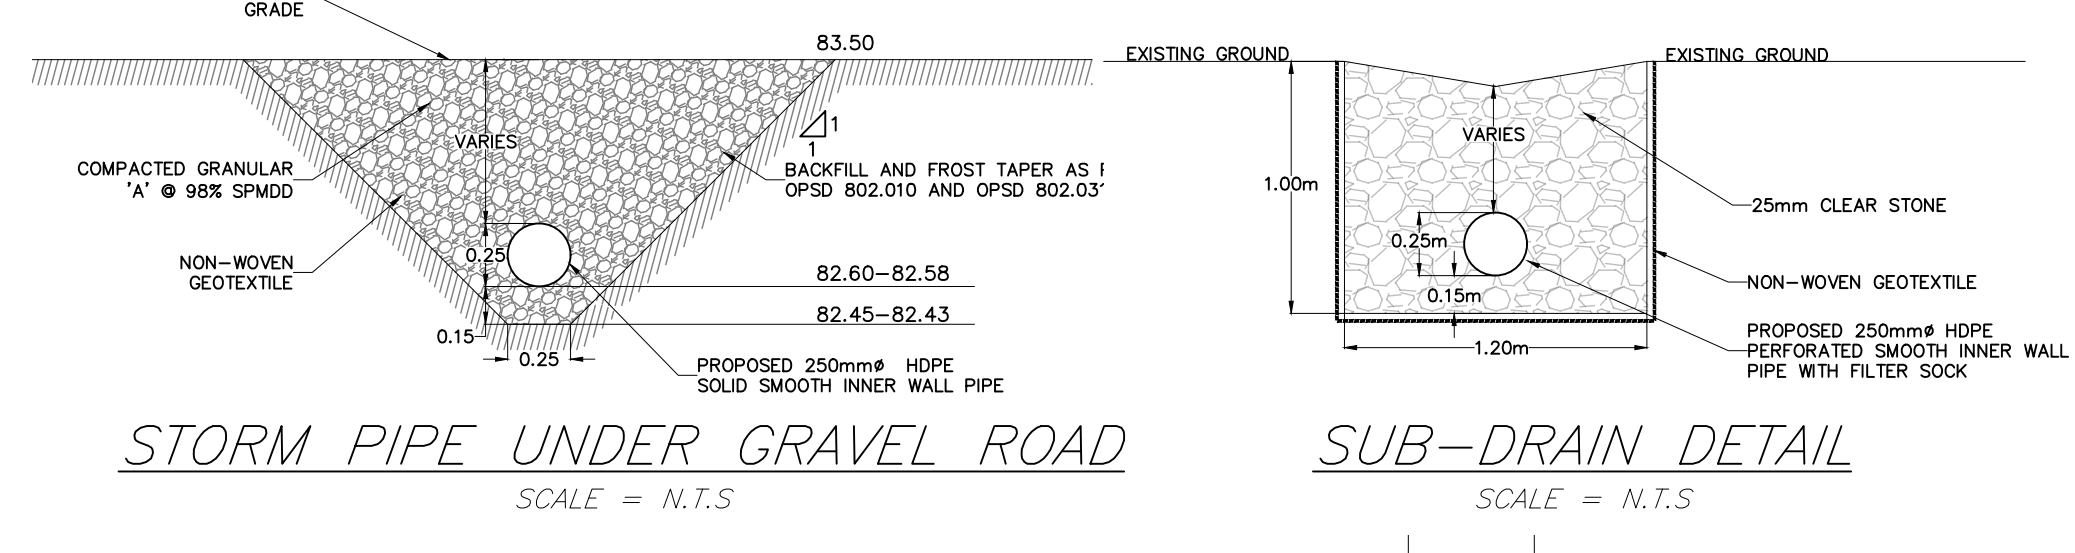 GRADE
83.50
VARIES
1
1
COMPACTED GRANULAR
'A' @ 98% SPMDD
BACKFILL AND FROST TAPER AS
OPSD 802.010 AND OPSD
NON-WOVEN
GEOTEXTILE
0.25
82.60-82.58
82.45-82.43
0.15
0.25
PROPOSED 250mmø HDPE
SOLID SMOOTH INNER WALL PIPE
STORM PIPE UNDER GRAVEL ROAD
SCALE = N.T.S
EXISTING GROUND
EXISTING GROUND
VARIES
1.00m
25mm CLEAR STONE
0.25m
NON-WOVEN GEOTEXTILE
0.15m
PROPOSED 250mmø HDPE
PERFORATED SMOOTH INNER WALL
PIPE WITH FILTER SOCK
1.20m
SUB-DRAIN DETAIL
SCALE = N.T.S